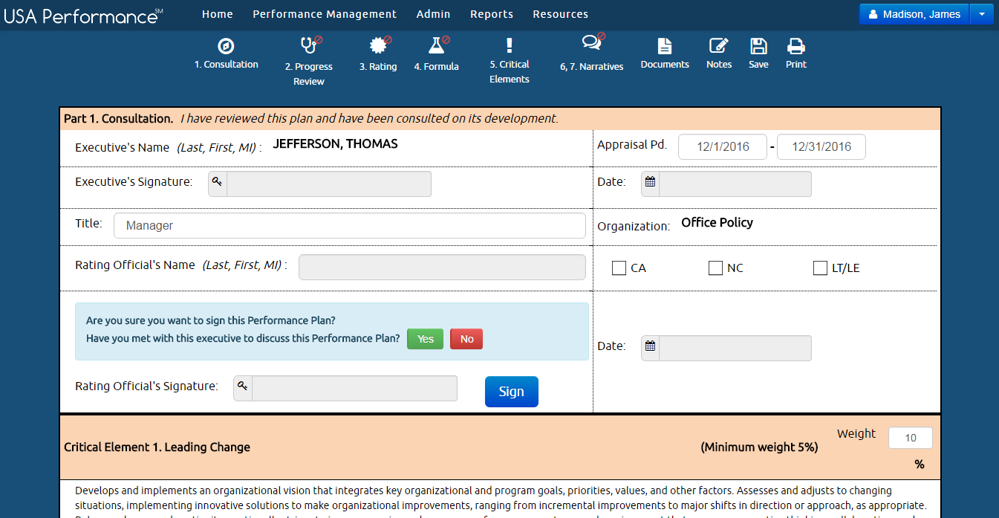 USA Performance℠
Home Performance Management Admin Reports Resources
Madison, James
1. Consultation
2. Progress Review
3. Rating
4. Formula
5. Critical Elements
6, 7. Narratives
Documents
Notes
Save
Print
Part 1. Consultation. I have reviewed this plan and have been consulted on its development.
Executive's Name (Last, First, MI) : JEFFERSON, THOMAS
Appraisal Pd. 12/1/2016 - 12/31/2016
Executive's Signature:
Date:
Title: Manager
Organization: Office Policy
Rating Official's Name (Last, First, MI) :
CA NC LT/LE
Are you sure you want to sign this Performance Plan?
Have you met with this executive to discuss this Performance Plan? Yes No
Date:
Rating Official's Signature: Sign
Critical Element 1. Leading Change
(Minimum weight 5%)
Weight 10
%
Develops and implements an organizational vision that integrates key organizational and program goals, priorities, values, and other factors. Assesses and adjusts to changing
situations, implementing innovative solutions to make organizational improvements, ranging from incremental improvements to major shifts in direction or approach, as appropriate.